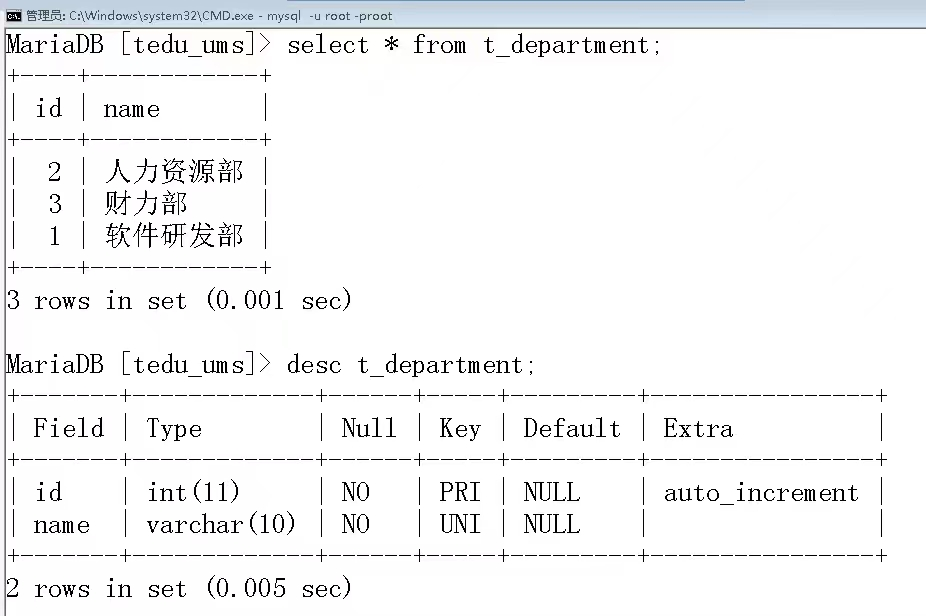 管理员: C:\Windows\system32\CMD.exe - mysql  -u root -proot
MariaDB [tedu_ums]> select * from t_department;
+----+------------+
| id | name       |
+----+------------+
|  2 | 人力资源部 |
|  3 | 财力部     |
|  1 | 软件研发部 |
+----+------------+
3 rows in set (0.001 sec)
MariaDB [tedu_ums]> desc t_department;
+-------+-------------+------+-----+---------+----------------+
| Field | Type        | Null | Key | Default | Extra          |
+-------+-------------+------+-----+---------+----------------+
| id    | int(11)     | NO   | PRI | NULL    | auto_increment |
| name  | varchar(10) | NO   | UNI | NULL    |                |
+-------+-------------+------+-----+---------+----------------+
2 rows in set (0.005 sec)